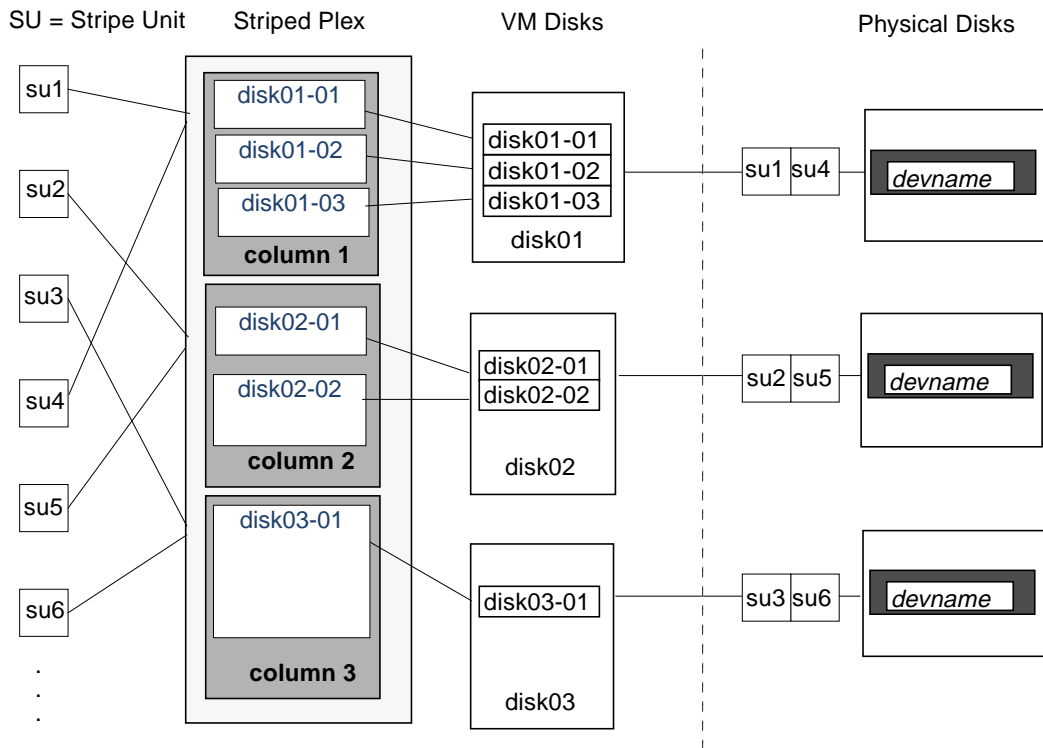 SU = Stripe Unit
Striped Plex
VM Disks
Physical Disks
su1
su2
su3
su4
su5
su6
.
.
.
disk01-01
disk01-02
disk01-03
column 1
disk02-01
disk02-02
column 2
disk03-01
column 3
disk01-01
disk01-02
disk01-03
disk01
disk02-01
disk02-02
disk02
disk03-01
disk03
su1 su4
devname
su2 su5
devname
su3 su6
devname